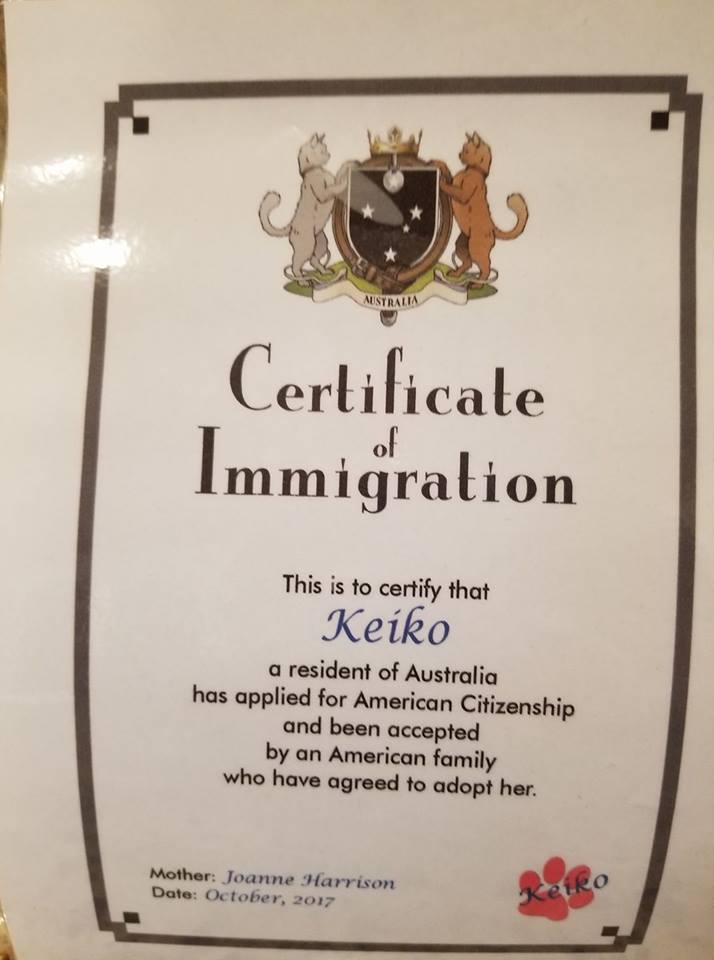 AUSTRALIA
Certificate
of
Immigration
This is to certify that
Keiko
a resident of Australia
has applied for American Citizenship
and been accepted
by an American family
who have agreed to adopt her.
Mother: Joanne Harrison
Date: October, 2017
Keiko